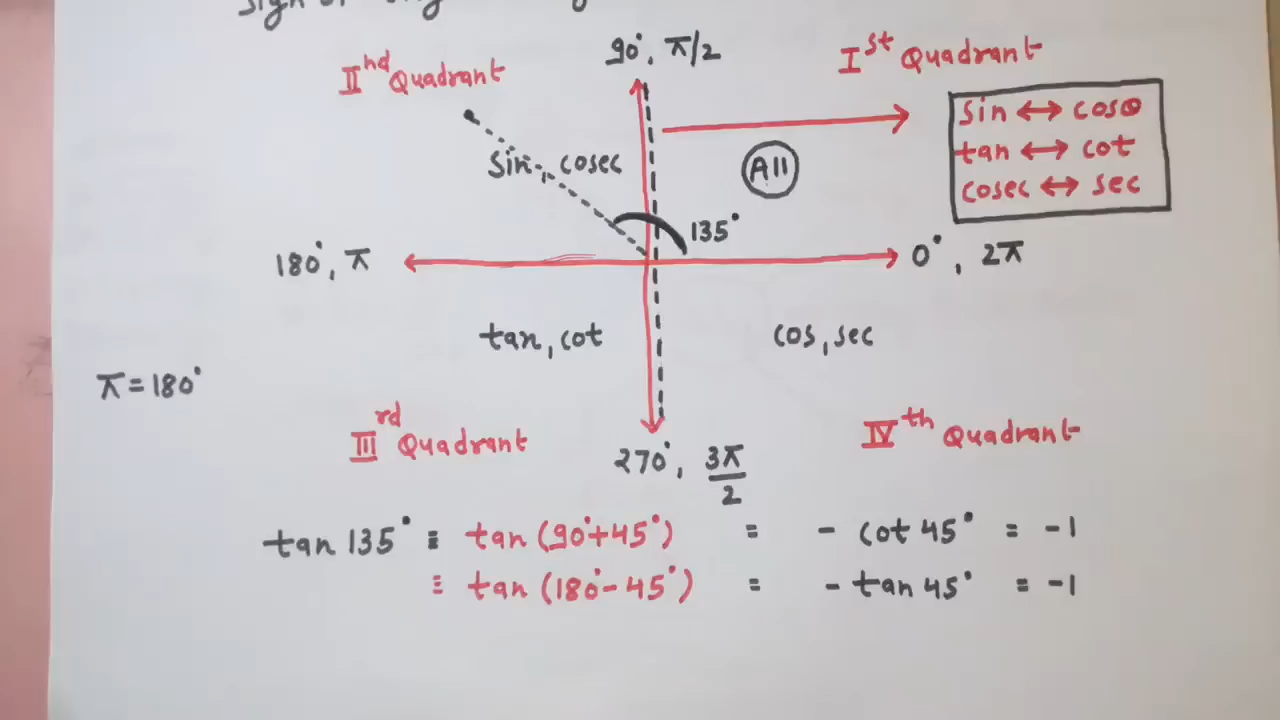 sign of
90°, π/2
Iˢᵗ Quadrant
IIⁿᵈ Quadrant
sin ↔ cosθ
tan ↔ cot
cosec ↔ sec
Sin, cosec
All
135°
180°, π
0°, 2π
tan, cot
cos, sec
π = 180°
IIIʳᵈ Quadrant
IVᵗʰ Quadrant
270°, 3π/2
tan 135° = tan (90°+45°) = - cot 45° = -1
= tan (180°- 45°) = - tan 45° = -1